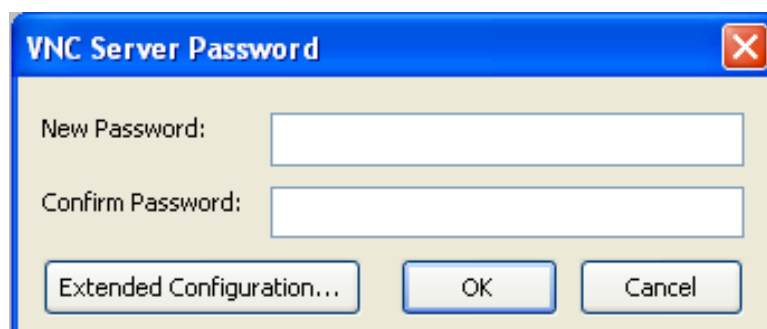 VNC Server Password
New Password:
Confirm Password:
Extended Configuration... OK Cancel